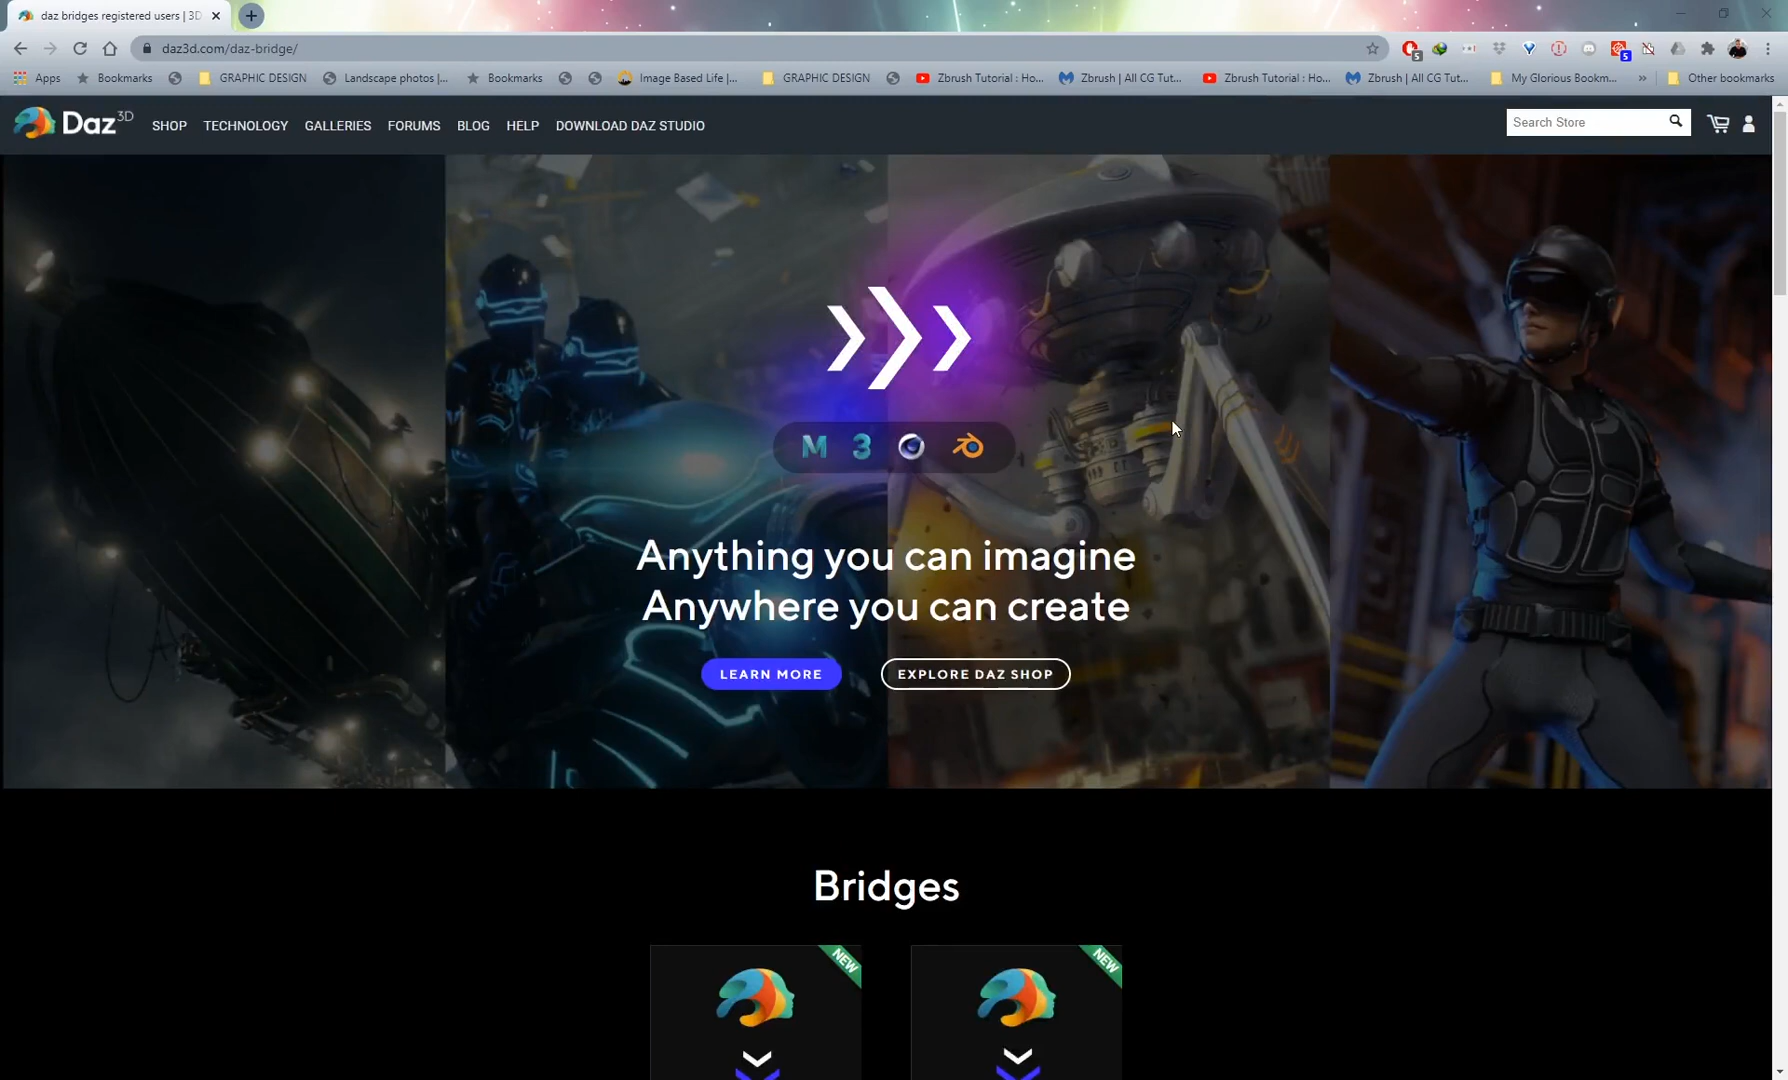 daz bridges registered users | 3D
daz3d.com/daz-bridge/
5
5
Apps
Bookmarks
GRAPHIC DESIGN
Landscape photos |...
Bookmarks
Image Based Life |...
GRAPHIC DESIGN
Zbrush Tutorial : Ho...
Zbrush | All CG Tut...
Zbrush Tutorial : Ho...
Zbrush | All CG Tut...
My Glorious Bookm...
»
Other bookmarks
Daz 3D
SHOP
TECHNOLOGY
GALLERIES
FORUMS
BLOG
HELP
DOWNLOAD DAZ STUDIO
Search Store
M 3
Anything you can imagine
Anywhere you can create
LEARN MORE
EXPLORE DAZ SHOP
Bridges
NEW
NEW